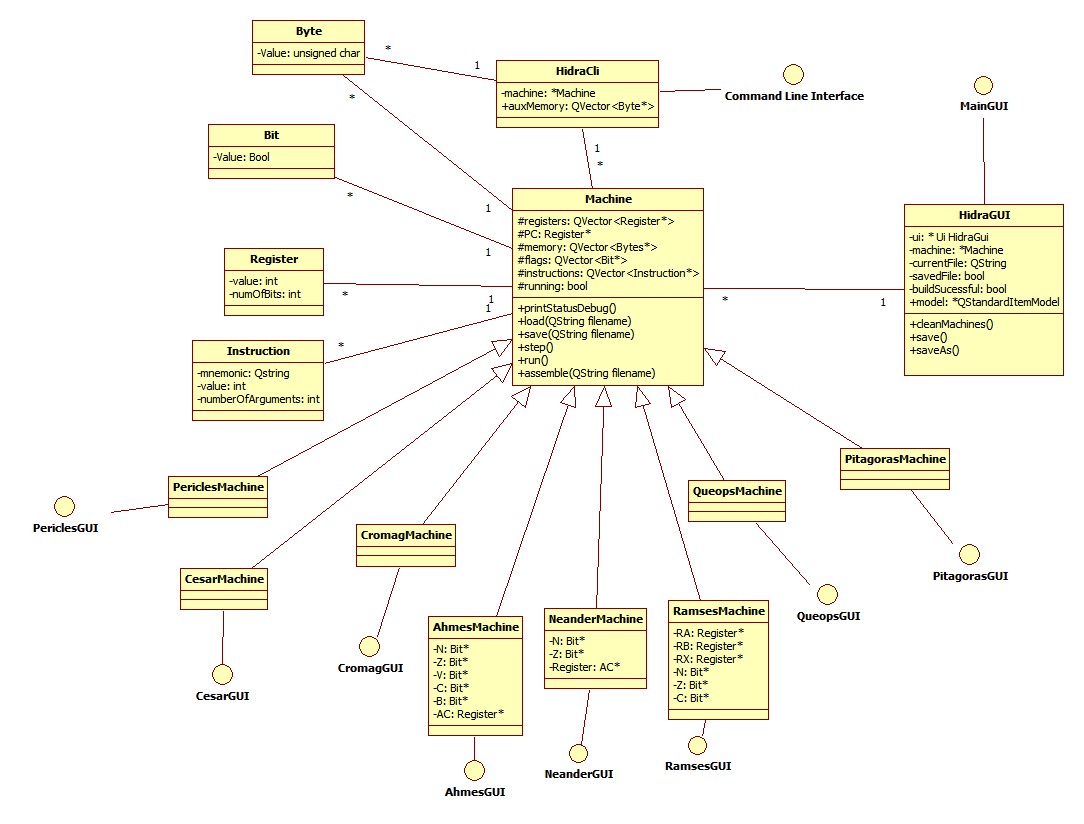 Byte
-Value: unsigned char
*
1
HidraCli
-machine: *Machine
+auxMemory: QVector<Byte*>
Command Line Interface
MainGUI
*
Bit
-Value: Bool
*
1
*
1
1
Machine
#registers: QVector<Register*>
#PC: Register*
#memory: QVector<Bytes*>
#flags: QVector<Bit*>
#instructions: QVector<Instruction*>
#running: bool
+printStatusDebug()
+load(QString filename)
+save(QString filename)
+step()
+run()
+assemble(QString filename)
HidraGUI
-ui: * Ui HidraGui
-machine: *Machine
-currentFile: QString
-savedFile: bool
-buildSucessful: bool
+model: *QStandardItemModel
+cleanMachines()
+save()
+saveAs()
*
1
Register
-value: int
-numOfBits: int
*
1
1
*
Instruction
-mnemonic: Qstring
-value: int
-numberOfArguments: int
PericlesMachine
PericlesGUI
CesarMachine
CesarGUI
CromagMachine
CromagGUI
AhmesMachine
-N: Bit*
-Z: Bit*
-V: Bit*
-C: Bit*
-B: Bit*
-AC: Register*
AhmesGUI
NeanderMachine
-N: Bit*
-Z: Bit*
-Register: AC*
NeanderGUI
RamsesMachine
-RA: Register*
-RB: Register*
-RX: Register*
-N: Bit*
-Z: Bit*
-C: Bit*
RamsesGUI
QueopsMachine
QueopsGUI
PitagorasMachine
PitagorasGUI